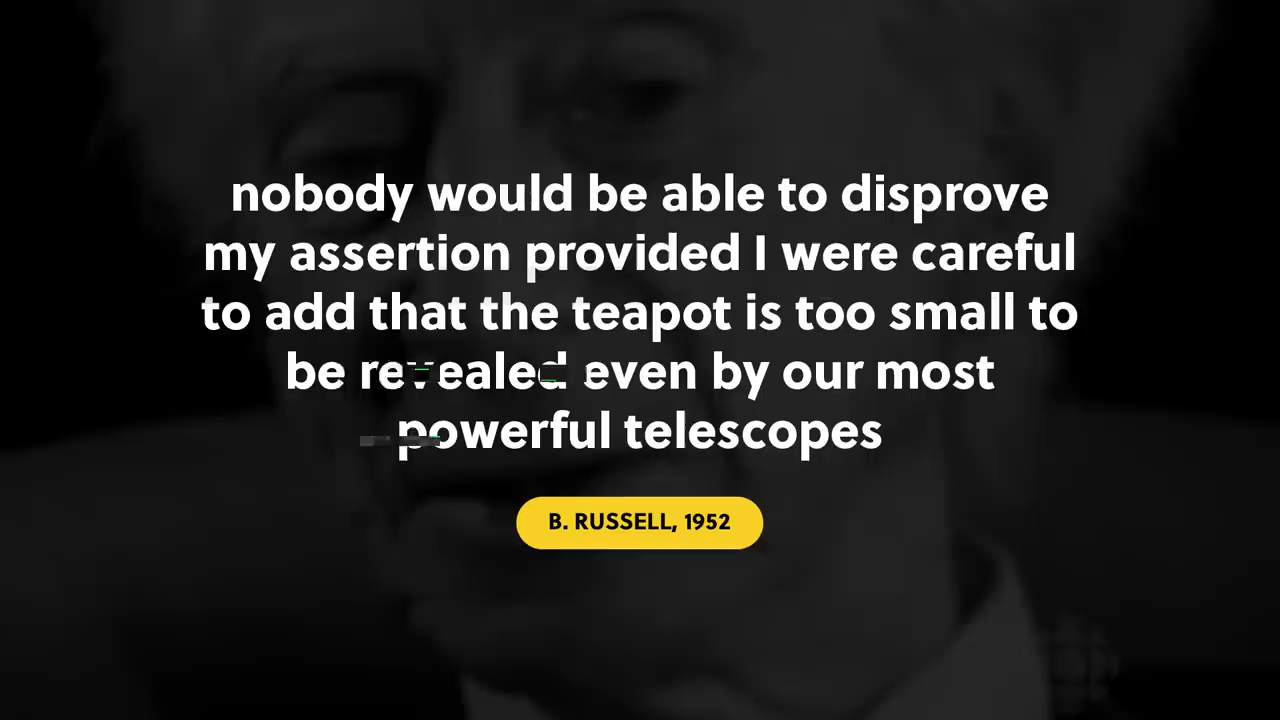 nobody would be able to disprove
my assertion provided I were careful
to add that the teapot is too small to
be revealed even by our most
powerful telescopes
B. RUSSELL, 1952